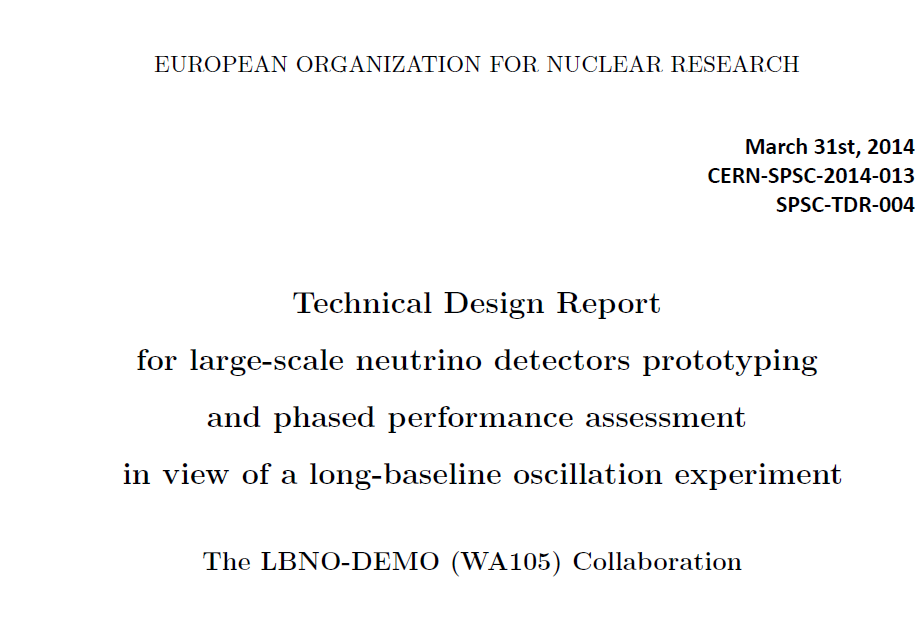 EUROPEAN ORGANIZATION FOR NUCLEAR RESEARCH
March 31st, 2014
CERN-SPSC-2014-013
SPSC-TDR-004
Technical Design Report
for large-scale neutrino detectors prototyping
and phased performance assessment
in view of a long-baseline oscillation experiment
The LBNO-DEMO (WA105) Collaboration